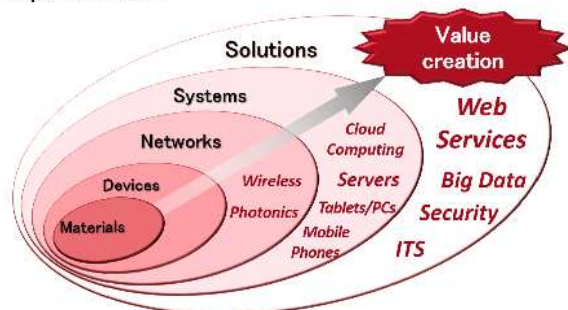 Value
creation
Solutions
Systems
Networks
Devices
Materials
Cloud
Computing
Wireless
Servers
Photonics
Tablets/PCs
Mobile
Phones
Web
Services
Big Data
Security
ITS